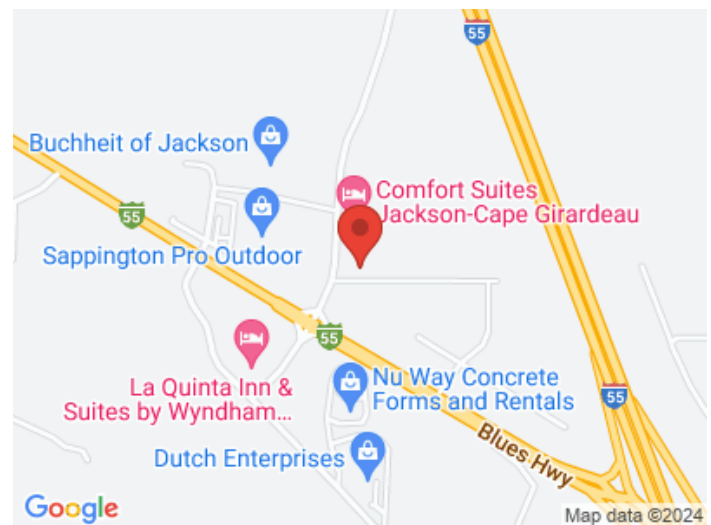 55
Buchheit of Jackson
Comfort Suites
Jackson-Cape Girardeau
55
Sappington Pro Outdoor
55
La Quinta Inn &
Suites by Wyndham...
Nu Way Concrete
Forms and Rentals
55
Blues Hwy
Dutch Enterprises
Google
Map data ©2024